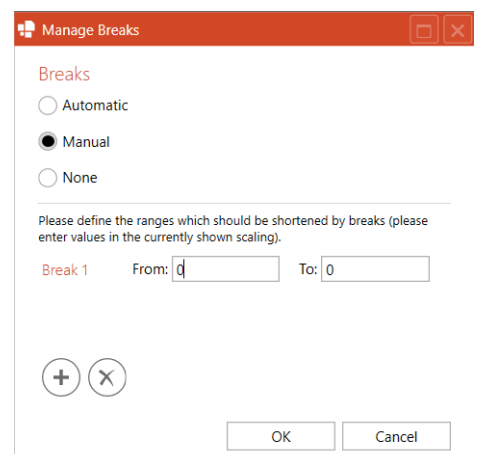 Manage Breaks
Breaks
Automatic
Manual
None
Please define the ranges which should be shortened by breaks (please
enter values in the currently shown scaling).
Break 1 From: 0 To: 0
OK Cancel